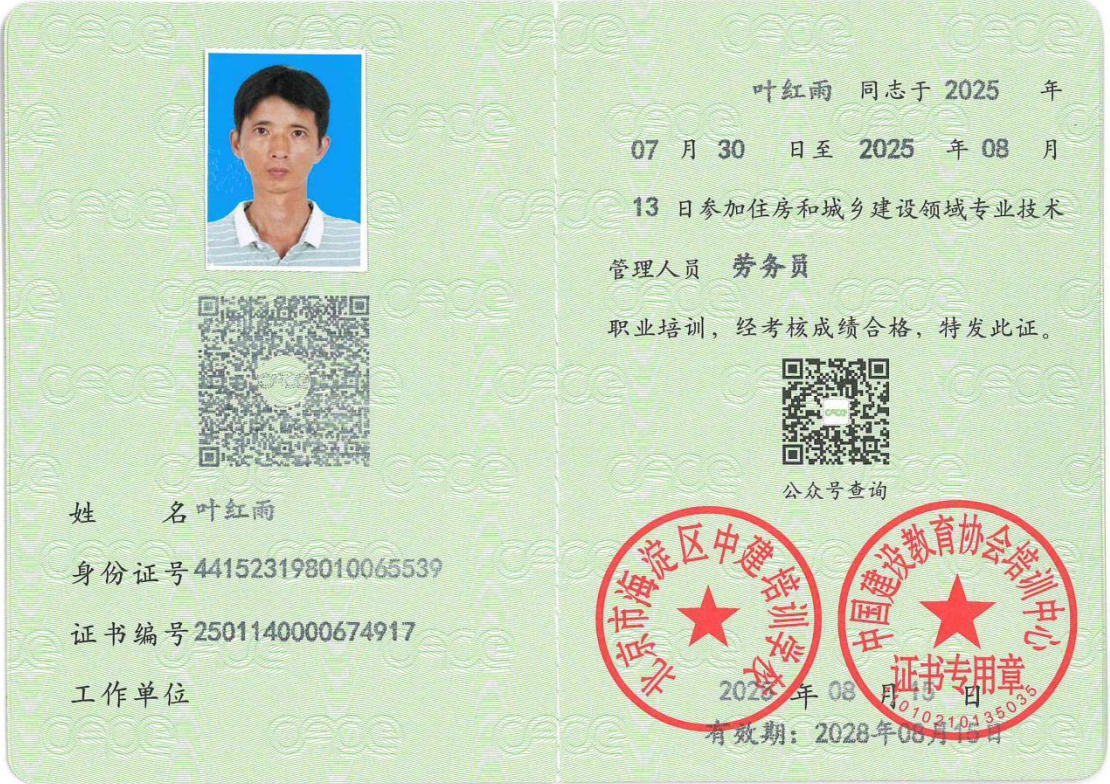 姓 名 叶红雨
身份证号 441523198010065539
证书编号 2501140000674917
工作单位
叶红雨 同志于 2025 年
07 月 30 日至 2025 年 08 月
13 日参加住房和城乡建设领域专业技术
管理人员 劳务员
职业培训，经考核成绩合格，特发此证。
cece
公众号查询
北京市海淀区中建培训学校
中国建设教育协会培训中心
证书专用章
2025 年 08 月 15 日
有效期：2028年08月15日